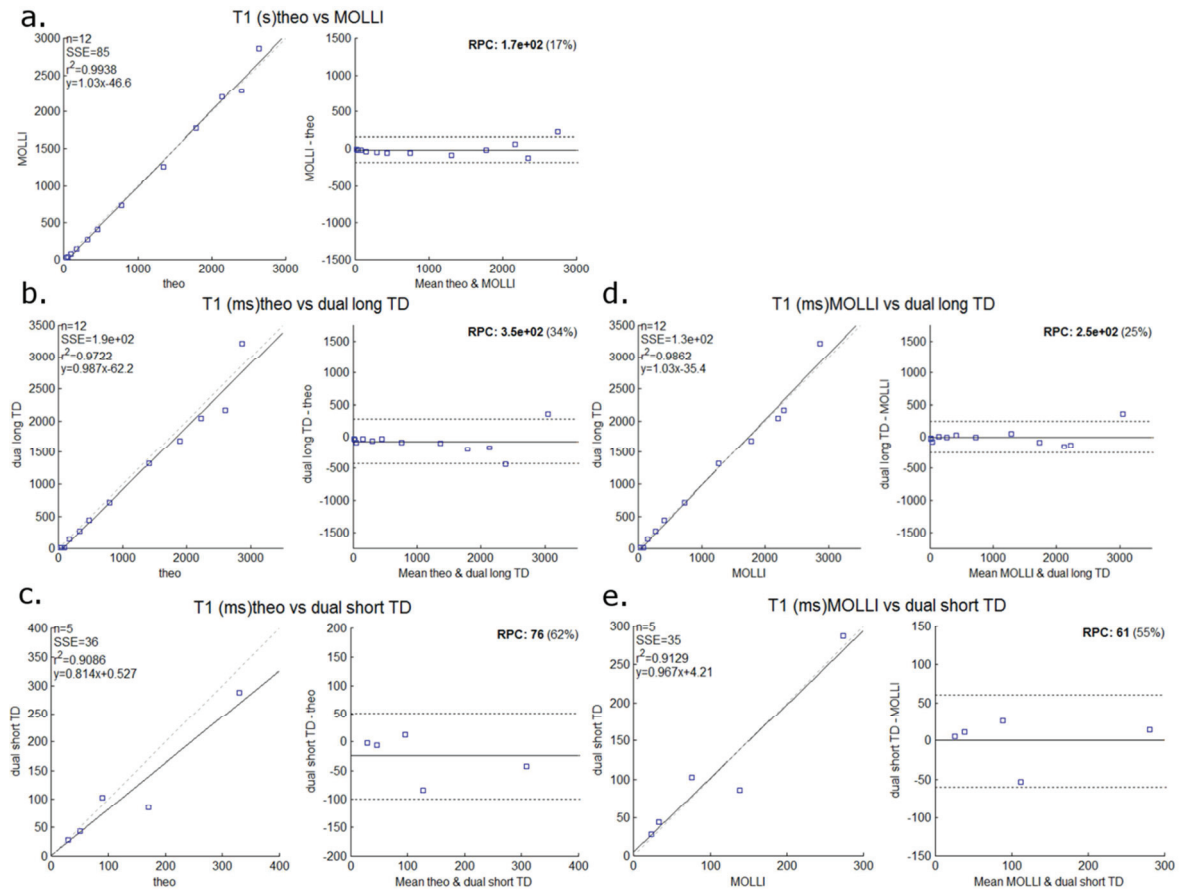 a.
T1 (s)theo vs MOLLI
n=12
SSE=85
r²=0.9938
y=1.03x-46.6
3000
2500
2000
1500
1000
500
0
MOLLI
0 1000 2000 3000
theo
RPC: 1.7e+02 (17%)
1500
1000
500
0
-500
-1000
-1500
MOLLI - theo
0 1000 2000 3000
Mean theo & MOLLI
b.
T1 (ms)theo vs dual long TD
n=12
SSE=1.9e+02
r²=0.9722
y=0.987x-62.2
3500
3000
2500
2000
1500
1000
500
0
dual long TD
0 1000 2000 3000
theo
RPC: 3.5e+02 (34%)
1500
1000
500
0
-500
-1000
-1500
dual long TD - theo
0 1000 2000 3000
Mean theo & dual long TD
d.
T1 (ms)MOLLI vs dual long TD
n=12
SSE=1.3e+02
r²=0.9862
y=1.03x-35.4
3500
3000
2500
2000
1500
1000
500
0
dual long TD
0 1000 2000 3000
MOLLI
RPC: 2.5e+02 (25%)
1500
1000
500
0
-500
-1000
-1500
dual long TD - MOLLI
0 1000 2000 3000
Mean MOLLI & dual long TD
c.
T1 (ms)theo vs dual short TD
n=5
SSE=36
r²=0.9086
y=0.814x+0.527
400
350
300
250
200
150
100
50
0
dual short TD
0 100 200 300 400
theo
RPC: 76 (62%)
200
150
100
50
0
-50
-100
-150
-200
dual short TD - theo
0 100 200 300 400
Mean theo & dual short TD
e.
T1 (ms)MOLLI vs dual short TD
n=5
SSE=35
r²=0.9129
y=0.967x+4.21
300
250
200
150
100
50
0
dual short TD
0 100 200 300
MOLLI
RPC: 61 (55%)
150
100
50
0
-50
-100
-150
dual short TD - MOLLI
0 100 200 300
Mean MOLLI & dual short TD